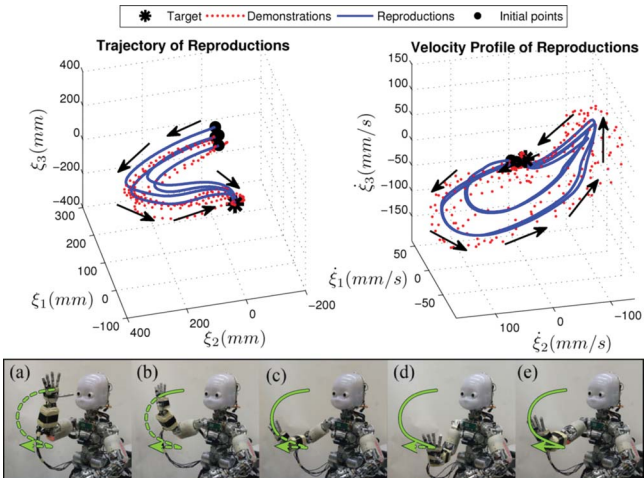 Target Demonstrations Reproductions Initial points
Trajectory of Reproductions
Velocity Profile of Reproductions
400
200
0
-200
-400
ξ3(mm)
300
200
100
0
-100
ξ1(mm)
400
200
0
-200
ξ2(mm)
150
100
50
0
-50
-100
-150
ξ̇3(mm/s)
50
0
-50
ξ̇1(mm/s)
100
0
-100
ξ̇2(mm/s)
(a) (b) (c) (d) (e)